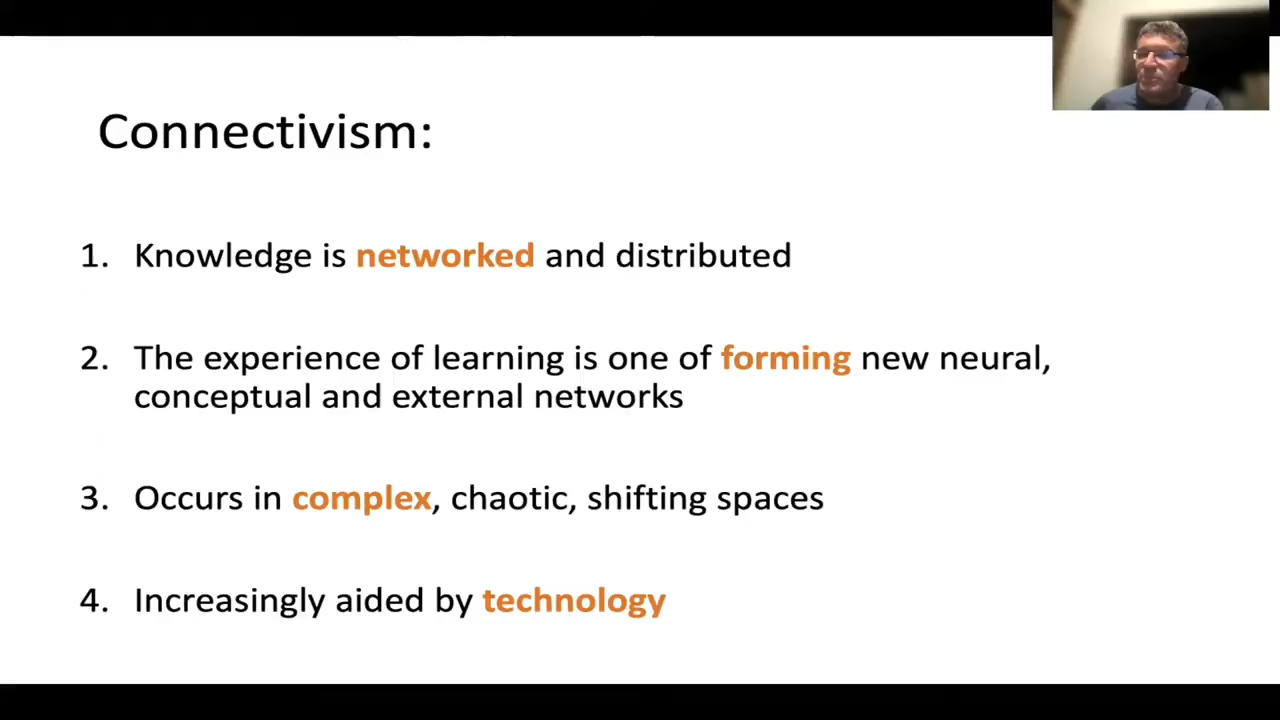 Connectivism:
1. Knowledge is networked and distributed
2. The experience of learning is one of forming new neural,
conceptual and external networks
3. Occurs in complex, chaotic, shifting spaces
4. Increasingly aided by technology